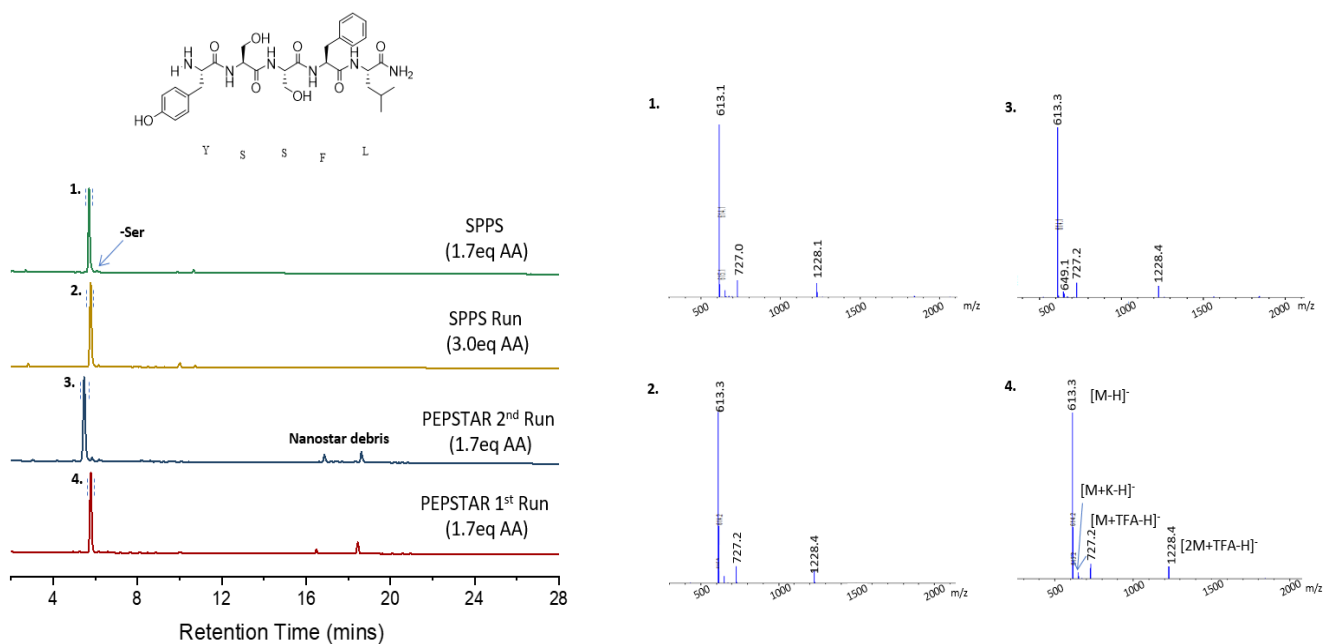 OH
O
O
O
H
N
H
N
H
N
H
N
H
N
NH2
O
O
OH
HO
Y S S F L
1.
-Ser
SPPS
(1.7eq AA)
2.
SPPS Run
(3.0eq AA)
3.
Nanostar debris
PEPSTAR 2nd Run
(1.7eq AA)
4.
PEPSTAR 1st Run
(1.7eq AA)
4 8 12 16 20 24 28
Retention Time (mins)
1.
613.1
727.0
1228.1
500 1000 1500 2000 m/z
3.
613.3
649.1
727.2
1228.4
500 1000 1500 2000 m/z
2.
613.3
727.2
1228.4
500 1000 1500 2000 m/z
4.
613.3
[M-H]-
[M+K-H]-
[M+TFA-H]-
727.2
1228.4
[2M+TFA-H]-
500 1000 1500 2000 m/z